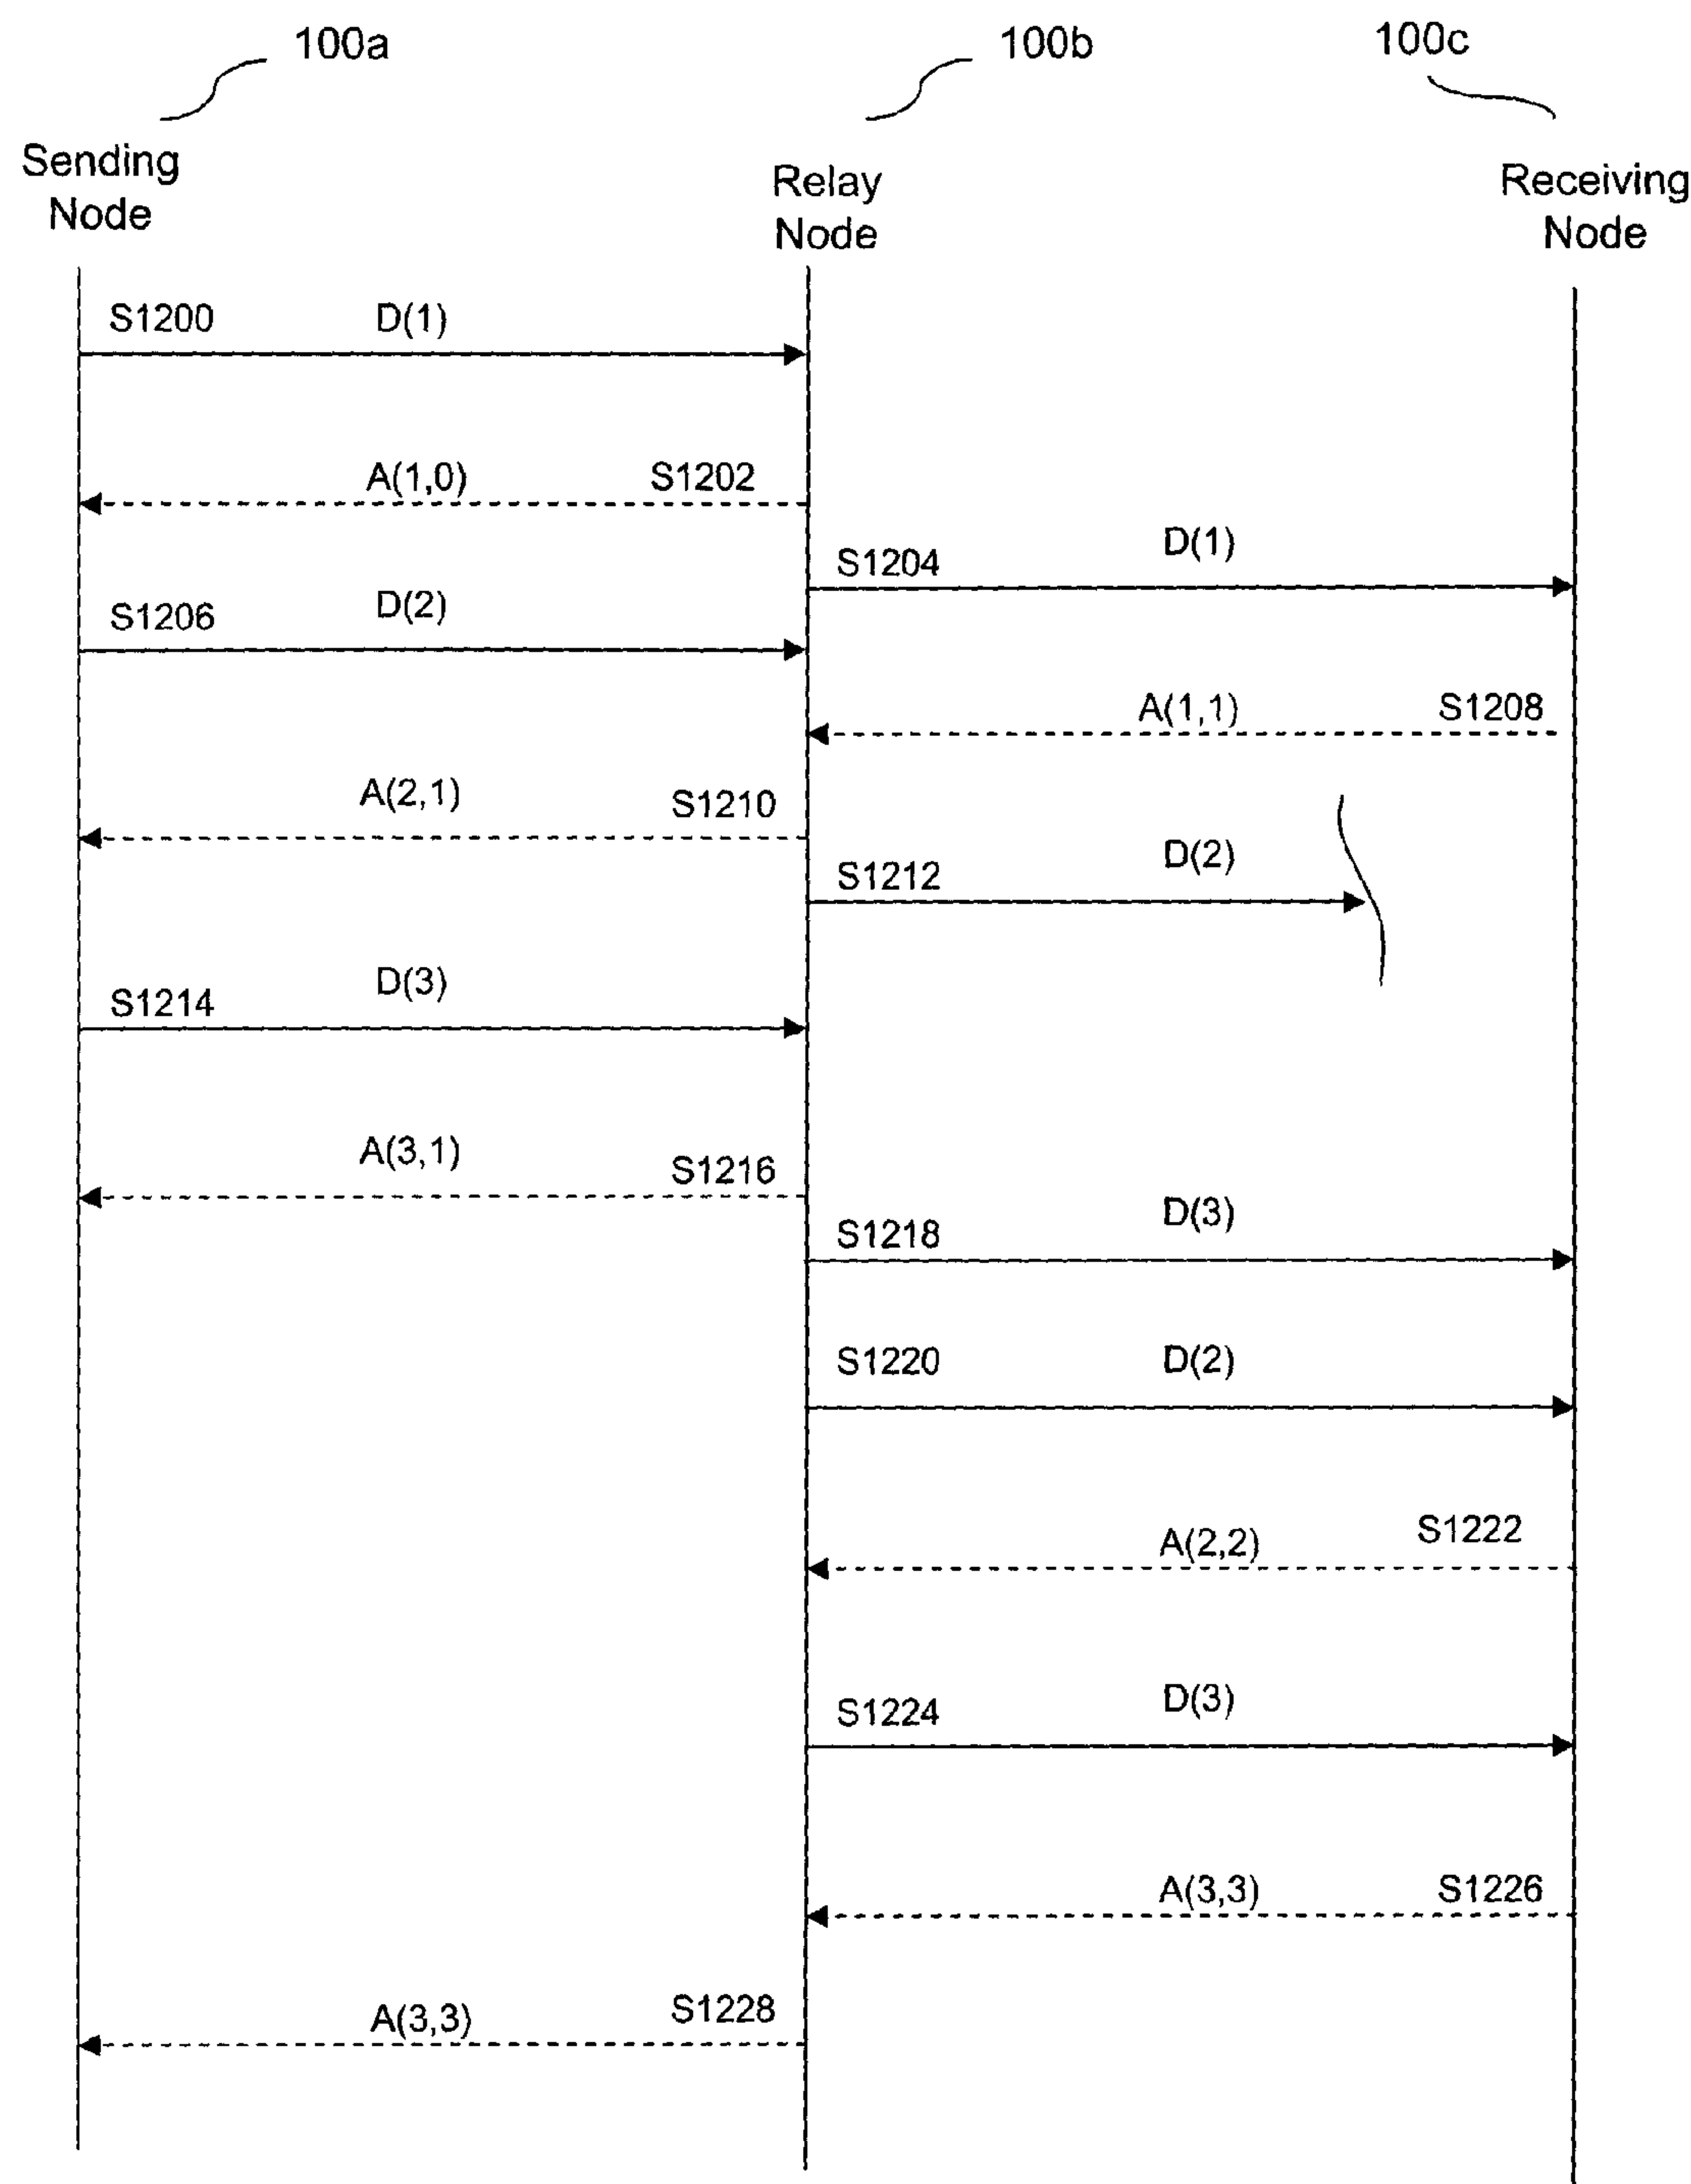 100a
100b
100c
Sending
Node
Relay
Node
Receiving
Node
S1200 D(1)
A(1,0) S1202
S1204 D(1)
S1206 D(2)
A(1,1) S1208
A(2,1) S1210
S1212 D(2)
S1214 D(3)
A(3,1) S1216
S1218 D(3)
S1220 D(2)
A(2,2) S1222
S1224 D(3)
A(3,3) S1226
A(3,3) S1228